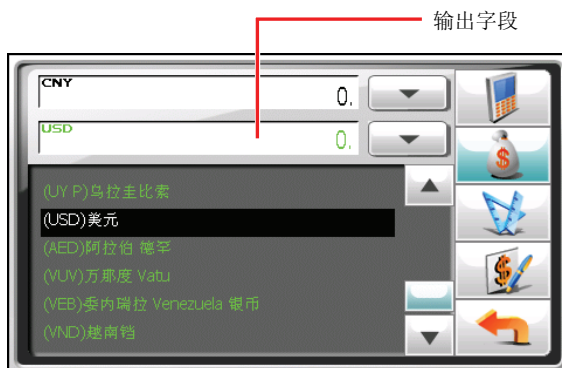 输出字段
CNY
0.
USD
0.
(UY P)乌拉圭比索
(USD)美元
(AED)阿拉伯 德罕
(VUV)万那度 Vatu
(VEB)委内瑞拉 Venezuela 银币
(VND)越南铛